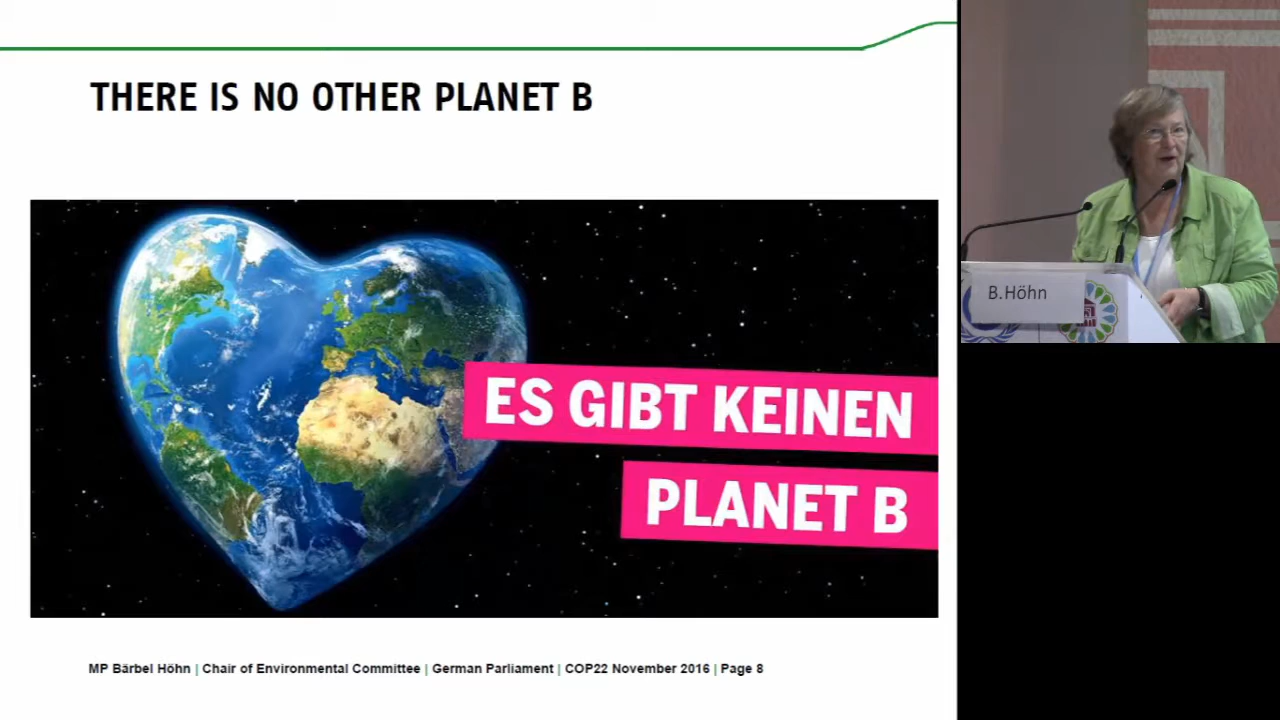 THERE IS NO OTHER PLANET B
ES GIBT KEINEN
PLANET B
MP Bärbel Höhn | Chair of Environmental Committee | German Parliament | COP22 November 2016 | Page 8
B.Höhn